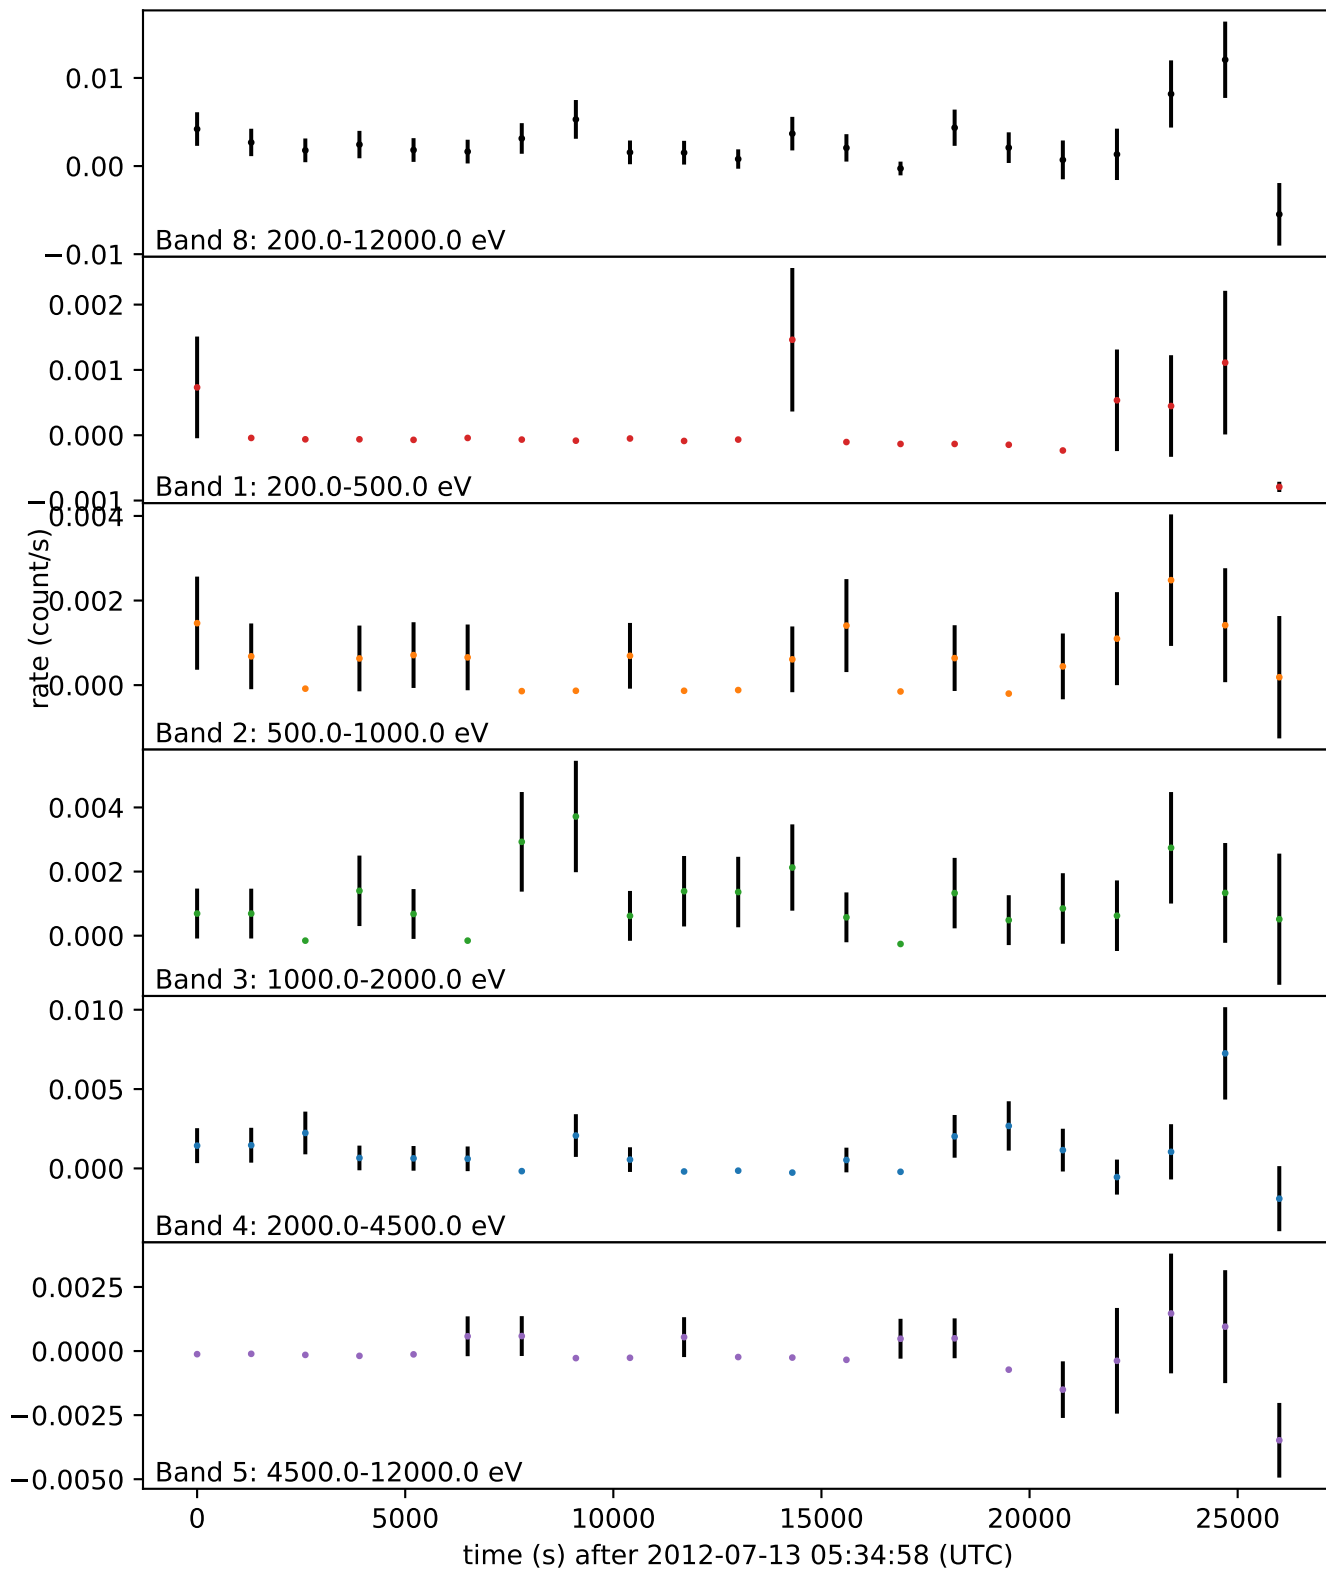 0.01
0.00
−0.01
Band 8: 200.0-12000.0 eV
0.002
0.001
0.000
−0.001
Band 1: 200.0-500.0 eV
rate (count/s)
0.004
0.002
0.000
Band 2: 500.0-1000.0 eV
0.004
0.002
0.000
Band 3: 1000.0-2000.0 eV
0.010
0.005
0.000
Band 4: 2000.0-4500.0 eV
0.0025
0.0000
−0.0025
−0.0050
Band 5: 4500.0-12000.0 eV
0 5000 10000 15000 20000 25000
time (s) after 2012-07-13 05:34:58 (UTC)